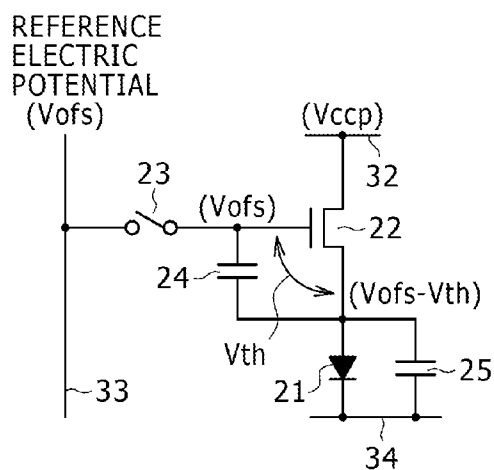 REFERENCE
ELECTRIC
POTENTIAL
(Vofs)
(Vccp)
23
32
(Vofs)
22
24
(Vofs-Vth)
Vth
21
25
33
34